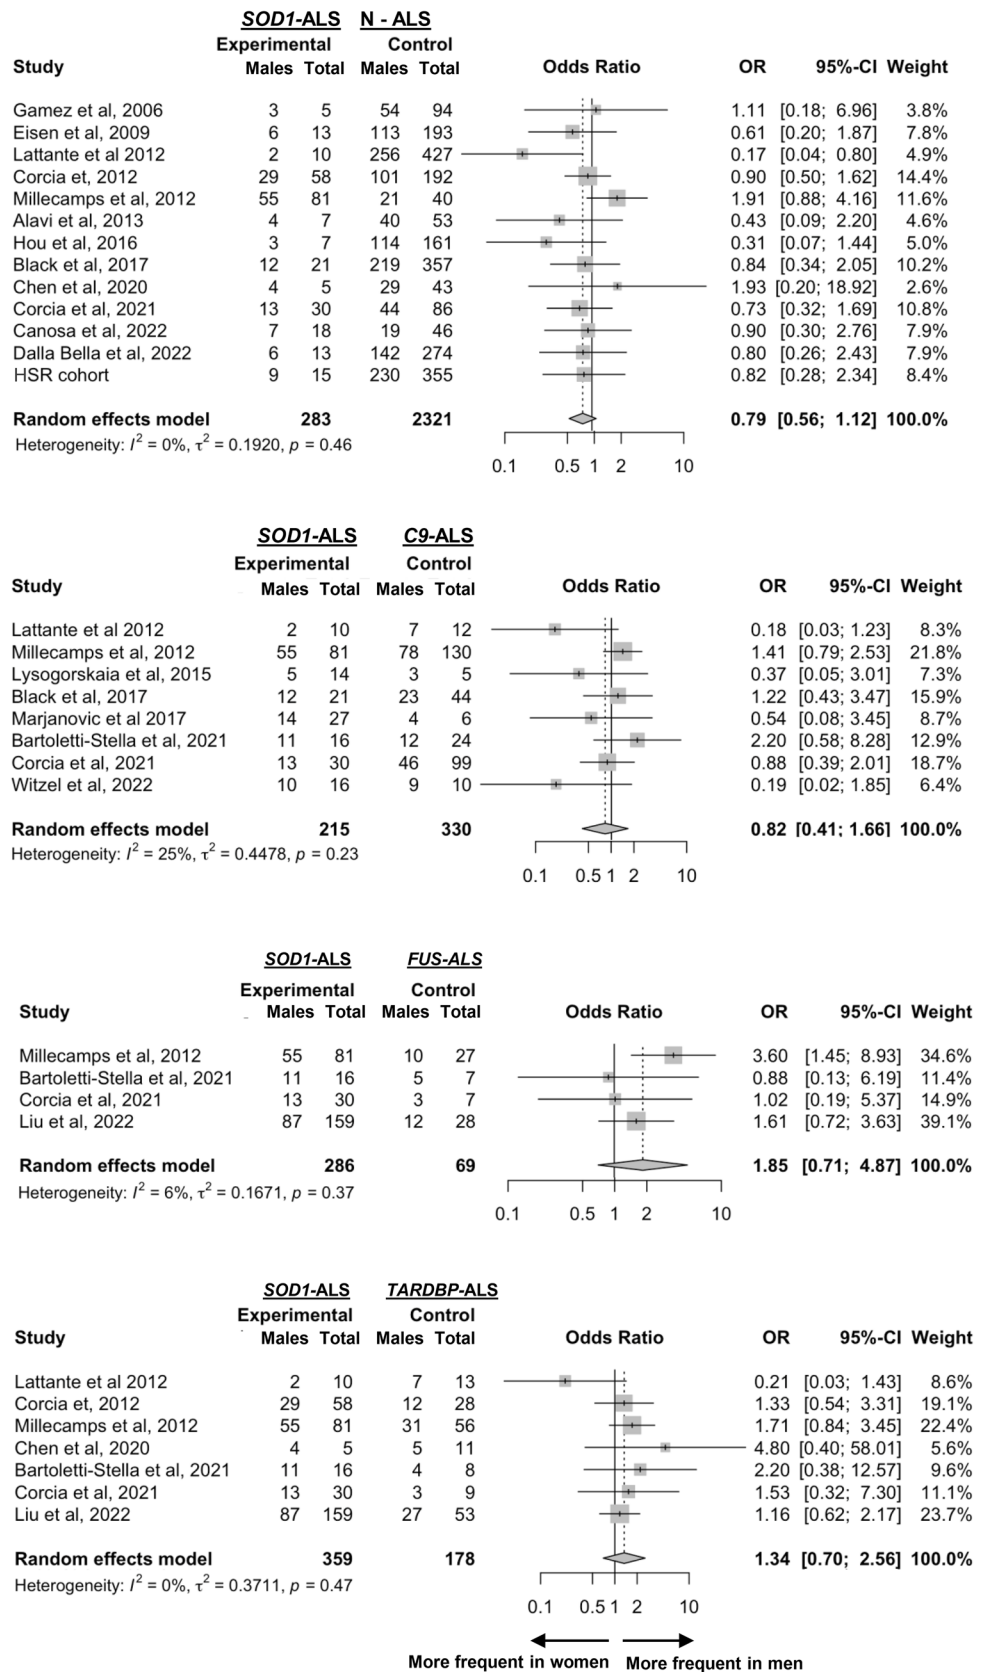 SOD1-ALS N - ALS
Experimental Control
Study Males Total Males Total Odds Ratio OR 95%-CI Weight
Gamez et al, 2006 3 5 54 94 1.11 [0.18; 6.96] 3.8%
Eisen et al, 2009 6 13 113 193 0.61 [0.20; 1.87] 7.8%
Lattante et al 2012 2 10 256 427 0.17 [0.04; 0.80] 4.9%
Corcia et, 2012 29 58 101 192 0.90 [0.50; 1.62] 14.4%
Millecamps et al, 2012 55 81 21 40 1.91 [0.88; 4.16] 11.6%
Alavi et al, 2013 4 7 40 53 0.43 [0.09; 2.20] 4.6%
Hou et al, 2016 3 7 114 161 0.31 [0.07; 1.44] 5.0%
Black et al, 2017 12 21 219 357 0.84 [0.34; 2.05] 10.2%
Chen et al, 2020 4 5 29 43 1.93 [0.20; 18.92] 2.6%
Corcia et al, 2021 13 30 44 86 0.73 [0.32; 1.69] 10.8%
Canosa et al, 2022 7 18 19 46 0.90 [0.30; 2.76] 7.9%
Dalla Bella et al, 2022 6 13 142 274 0.80 [0.26; 2.43] 7.9%
HSR cohort 9 15 230 355 0.82 [0.28; 2.34] 8.4%
Random effects model 283 2321 0.79 [0.56; 1.12] 100.0%
Heterogeneity: I² = 0%, τ² = 0.1920, p = 0.46
0.1 0.5 1 2 10
SOD1-ALS C9-ALS
Experimental Control
Study Males Total Males Total Odds Ratio OR 95%-CI Weight
Lattante et al 2012 2 10 7 12 0.18 [0.03; 1.23] 8.3%
Millecamps et al, 2012 55 81 78 130 1.41 [0.79; 2.53] 21.8%
Lysogorskaia et al, 2015 5 14 3 5 0.37 [0.05; 3.01] 7.3%
Black et al, 2017 12 21 23 44 1.22 [0.43; 3.47] 15.9%
Marjanovic et al 2017 14 27 4 6 0.54 [0.08; 3.45] 8.7%
Bartoletti-Stella et al, 2021 11 16 12 24 2.20 [0.58; 8.28] 12.9%
Corcia et al, 2021 13 30 46 99 0.88 [0.39; 2.01] 18.7%
Witzel et al, 2022 10 16 9 10 0.19 [0.02; 1.85] 6.4%
Random effects model 215 330 0.82 [0.41; 1.66] 100.0%
Heterogeneity: I² = 25%, τ² = 0.4478, p = 0.23
0.1 0.5 1 2 10
SOD1-ALS FUS-ALS
Experimental Control
Study Males Total Males Total Odds Ratio OR 95%-CI Weight
Millecamps et al, 2012 55 81 10 27 3.60 [1.45; 8.93] 34.6%
Bartoletti-Stella et al, 2021 11 16 5 7 0.88 [0.13; 6.19] 11.4%
Corcia et al, 2021 13 30 3 7 1.02 [0.19; 5.37] 14.9%
Liu et al, 2022 87 159 12 28 1.61 [0.72; 3.63] 39.1%
Random effects model 286 69 1.85 [0.71; 4.87] 100.0%
Heterogeneity: I² = 6%, τ² = 0.1671, p = 0.37
0.1 0.5 1 2 10
SOD1-ALS TARDBP-ALS
Experimental Control
Study Males Total Males Total Odds Ratio OR 95%-CI Weight
Lattante et al 2012 2 10 7 13 0.21 [0.03; 1.43] 8.6%
Corcia et, 2012 29 58 12 28 1.33 [0.54; 3.31] 19.1%
Millecamps et al, 2012 55 81 31 56 1.71 [0.84; 3.45] 22.4%
Chen et al, 2020 4 5 5 11 4.80 [0.40; 58.01] 5.6%
Bartoletti-Stella et al, 2021 11 16 4 8 2.20 [0.38; 12.57] 9.6%
Corcia et al, 2021 13 30 3 9 1.53 [0.32; 7.30] 11.1%
Liu et al, 2022 87 159 27 53 1.16 [0.62; 2.17] 23.7%
Random effects model 359 178 1.34 [0.70; 2.56] 100.0%
Heterogeneity: I² = 0%, τ² = 0.3711, p = 0.47
0.1 0.5 1 2 10
More frequent in women More frequent in men